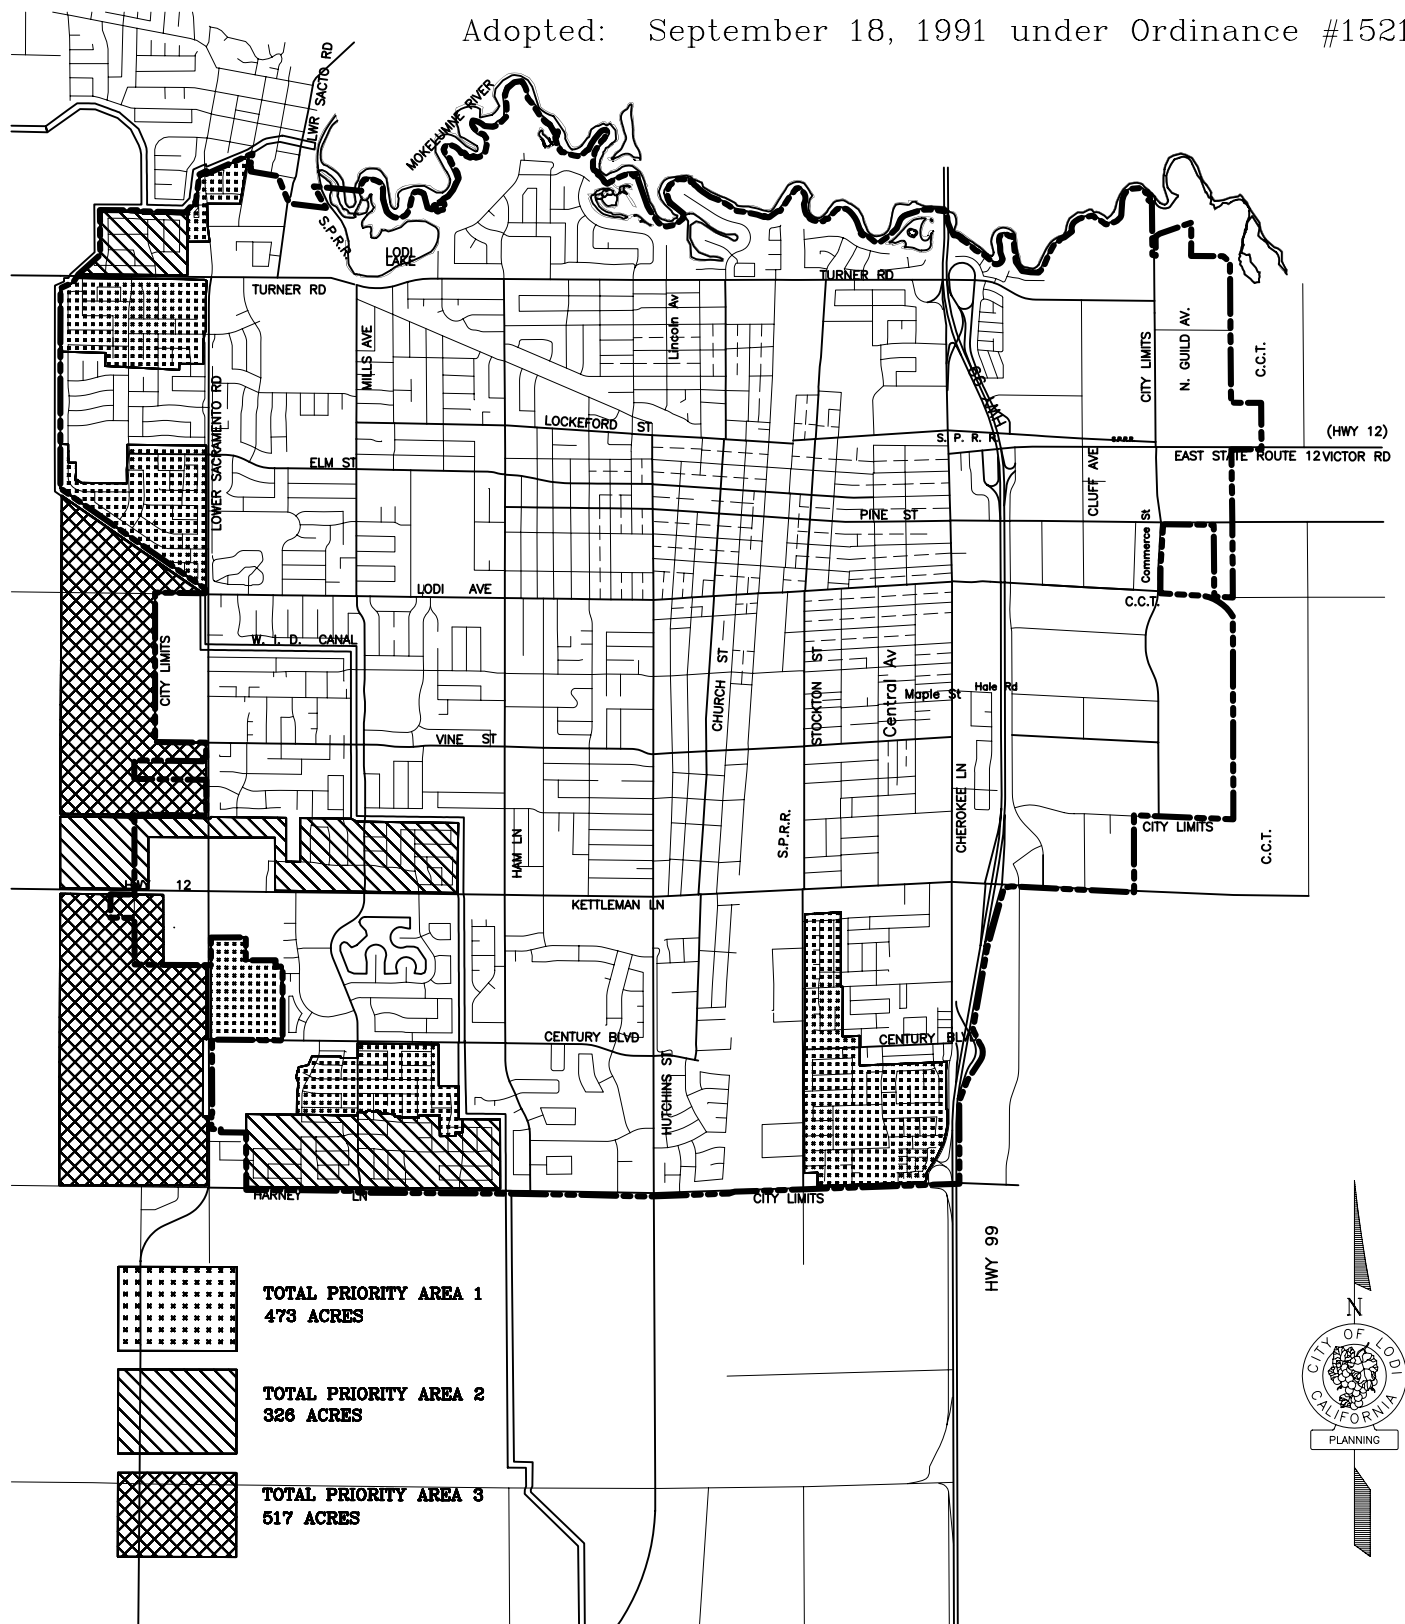 Adopted: September 18, 1991 under Ordinance #1521
LWR SACTO RD
MOKELUMNE RIVER
S.P.R.R.
LODI
LAKE
TURNER RD
TURNER RD
MILLS AVE
Lincoln Av
CITY LIMITS
N. GUILD AV.
C.C.T.
HWY 99
LOWER SACRAMENTO RD
LOCKEFORD ST
S. P. R. R.
(HWY 12)
EAST STATE ROUTE 12 VICTOR RD
ELM ST
CLUFF AVE
PINE ST
Commerce St
LODI AVE
C.C.T.
W. I. D. CANAL
CITY LIMITS
CHURCH ST
STOCKTON ST
Central Av
Maple St
Hale Rd
VINE ST
CHEROKEE LN
S.P.R.R.
HAM LN
CITY LIMITS
C.C.T.
HWY 12
KETTLEMAN LN
CENTURY BLVD
CENTURY BLVD
HUTCHINS ST
HARNEY LN
CITY LIMITS
HWY 99
TOTAL PRIORITY AREA 1
473 ACRES
TOTAL PRIORITY AREA 2
326 ACRES
TOTAL PRIORITY AREA 3
517 ACRES
N
CITY OF LODI
CALIFORNIA
PLANNING